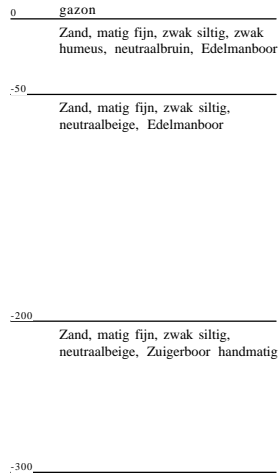 0 gazon
Zand, matig fijn, zwak siltig, zwak
humeus, neutraalbruin, Edelmanboor
-50
Zand, matig fijn, zwak siltig,
neutraalbeige, Edelmanboor
-200
Zand, matig fijn, zwak siltig,
neutraalbeige, Zuigerboor handmatig
-300